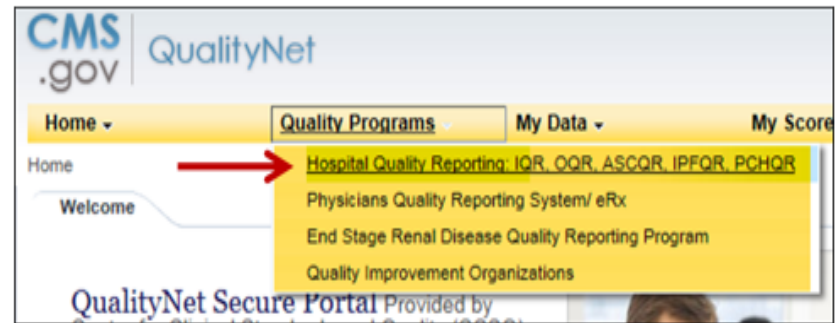 CMS
.gov QualityNet
Home Quality Programs My Data My Score
Home
Hospital Quality Reporting: IQR, OQR, ASCQR, IPFQR, PCHQR
Welcome
Physicians Quality Reporting System/ eRx
End Stage Renal Disease Quality Reporting Program
Quality Improvement Organizations
QualityNet Secure Portal Provided by